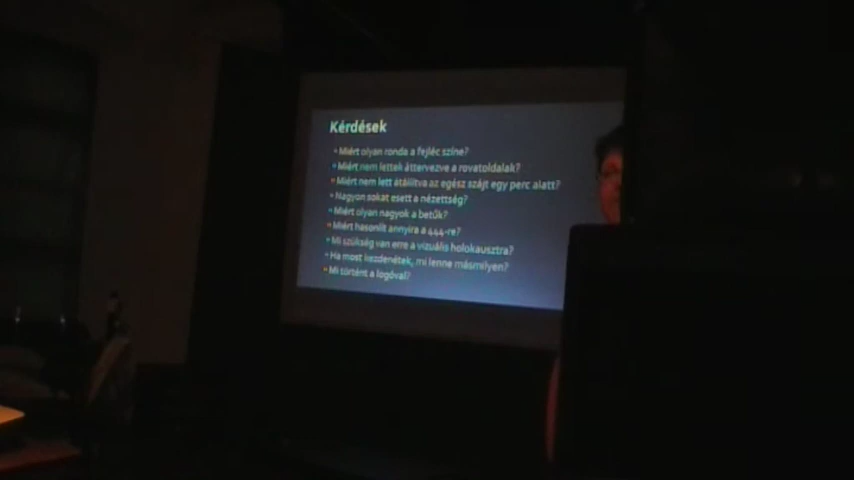 Kérdések
• Miért olyan ronda a fejléc színe?
• Miért nem lettek áttervezve a rovatoldalak?
• Miért nem lett átállítva az egész szájt egy perc alatt?
• Nagyon sokat esett a nézettség?
• Miért olyan nagyok a betűk?
• Miért hasonlít annyira a 444-re?
• Mi szükség van erre a vizuális holokausztra?
• Ha most kezdenétek, mi lenne másmilyen?
• Mi történt a logóval?